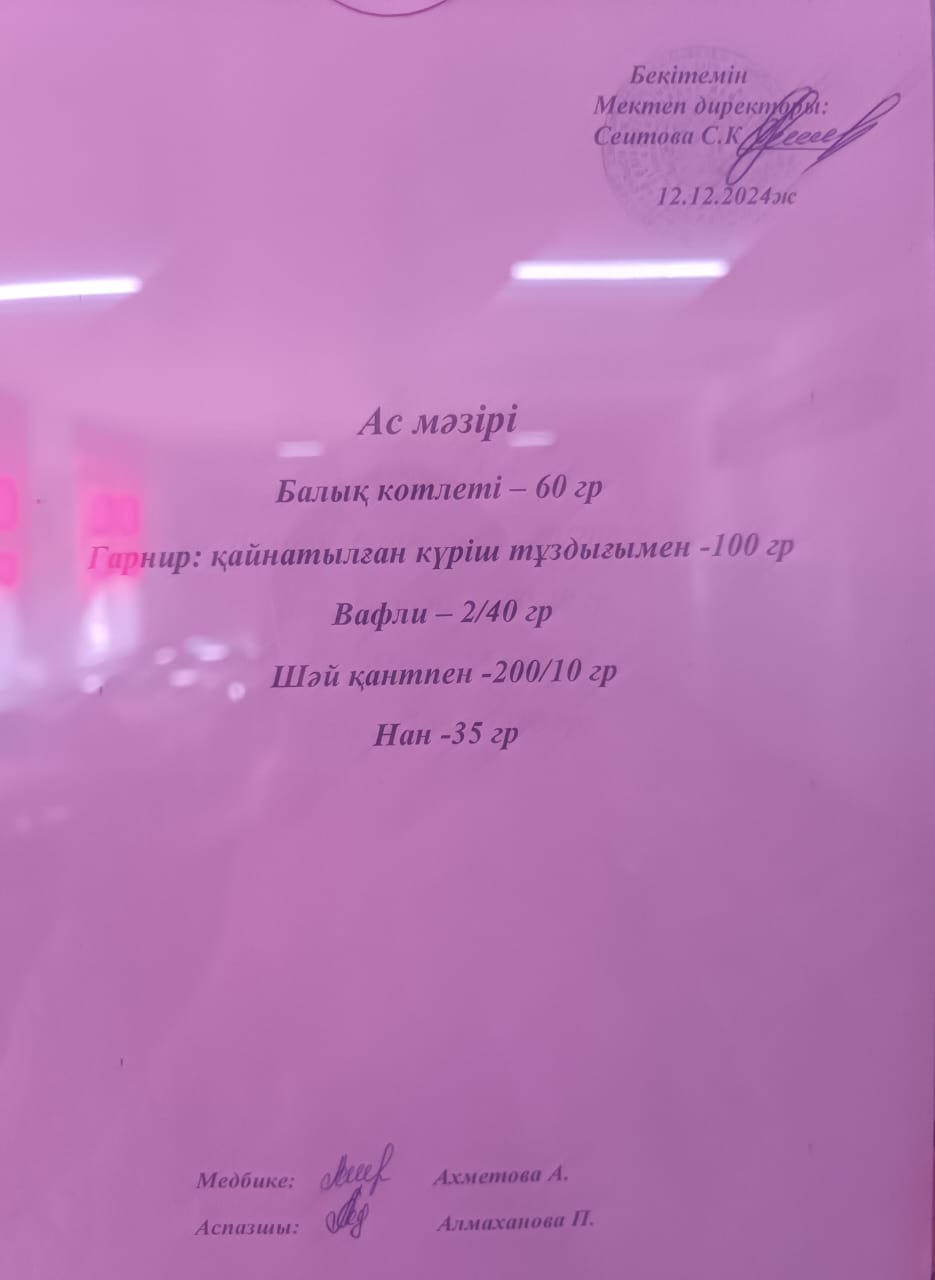 Бекітемін
Мектеп директоры:
Сеитова С.К
12.12.2024ж
Ас мәзірі
Балық котлеті – 60 гр
Гарнир: қайнатылған күріш тұздығымен -100 гр
Вафли – 2/40 гр
Шәй қантпен -200/10 гр
Нан -35 гр
Медбике: Ахметова А.
Аспазшы: Алмаханова П.